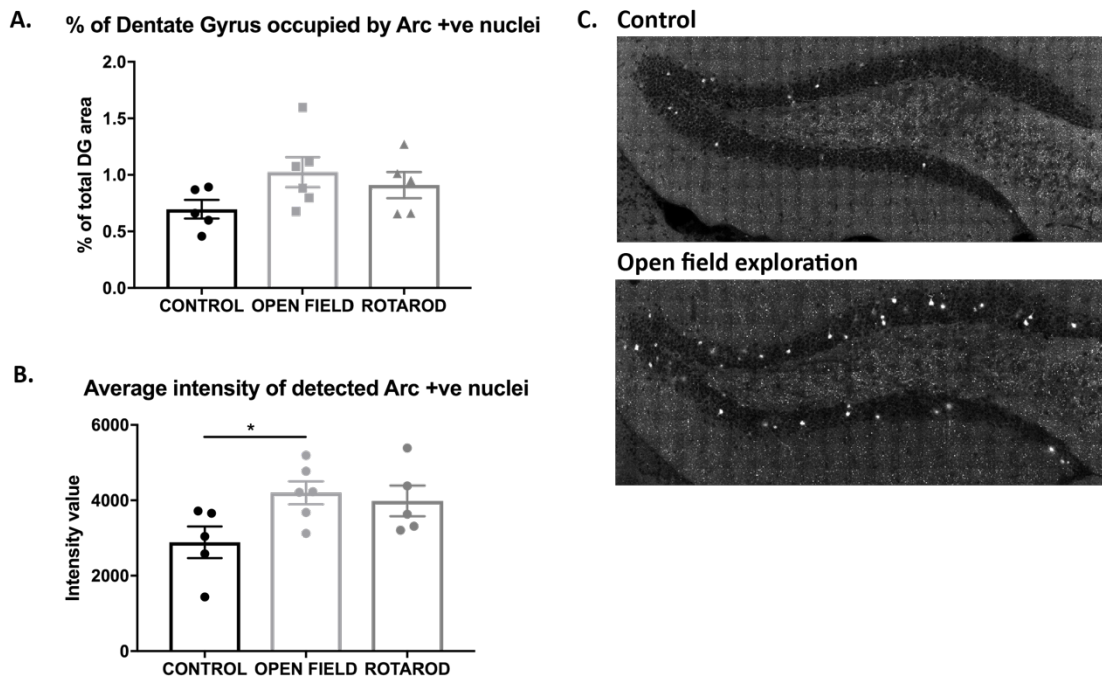 A.
% of Dentate Gyrus occupied by Arc +ve nuclei
% of total DG area
2.0
1.5
1.0
0.5
0.0
CONTROL OPEN FIELD ROTAROD
B.
Average intensity of detected Arc +ve nuclei
Intensity value
6000
4000
2000
0
*
CONTROL OPEN FIELD ROTAROD
C.
Control
Open field exploration